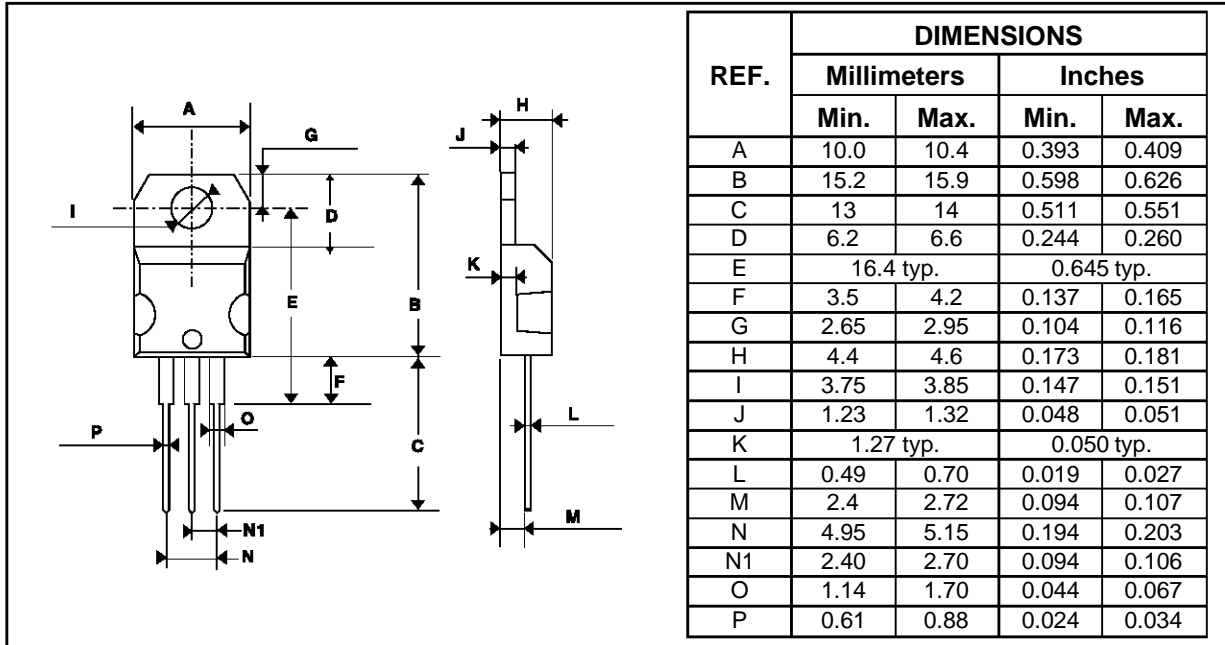 A
G
I
D
E
B
F
O
P
C
N1
N
H
J
K
L
M
REF. DIMENSIONS
Millimeters Inches
Min. Max. Min. Max.
A 10.0 10.4 0.393 0.409
B 15.2 15.9 0.598 0.626
C 13 14 0.511 0.551
D 6.2 6.6 0.244 0.260
E 16.4 typ. 0.645 typ.
F 3.5 4.2 0.137 0.165
G 2.65 2.95 0.104 0.116
H 4.4 4.6 0.173 0.181
I 3.75 3.85 0.147 0.151
J 1.23 1.32 0.048 0.051
K 1.27 typ. 0.050 typ.
L 0.49 0.70 0.019 0.027
M 2.4 2.72 0.094 0.107
N 4.95 5.15 0.194 0.203
N1 2.40 2.70 0.094 0.106
O 1.14 1.70 0.044 0.067
P 0.61 0.88 0.024 0.034